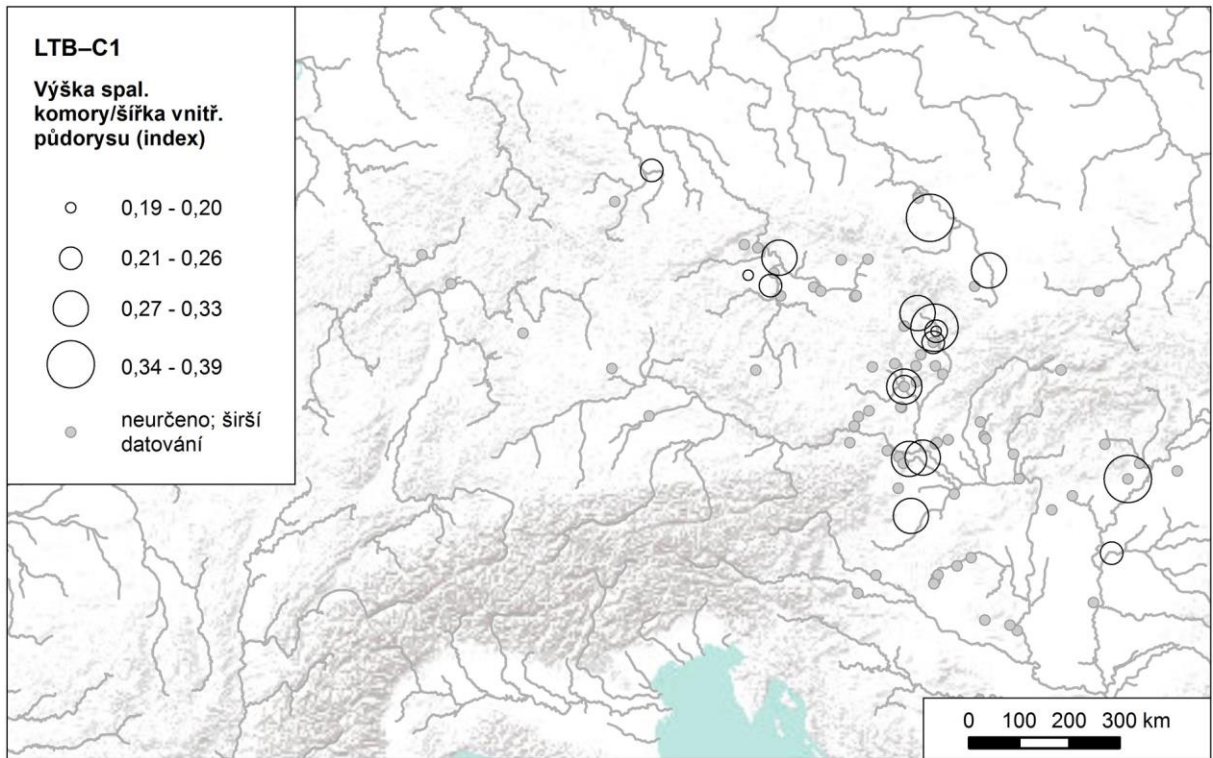 LTB–C1
Výška spal.
komory/šířka vnitř.
půdorysu (index)
0,19 - 0,20
0,21 - 0,26
0,27 - 0,33
0,34 - 0,39
neurčeno; širší
datování
0 100 200 300 km